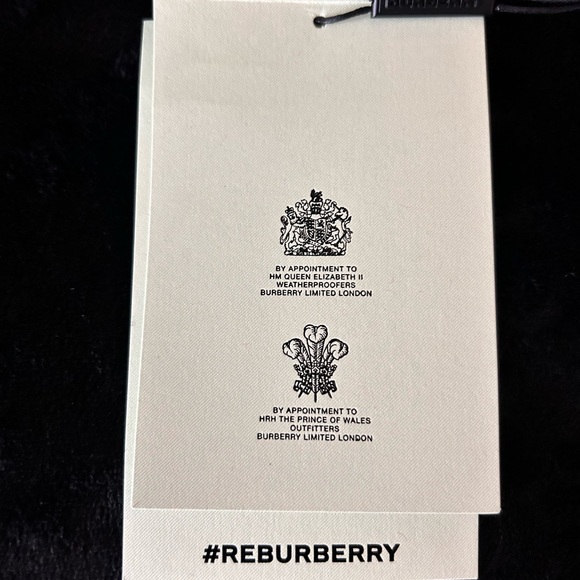 BURBERRY
BY APPOINTMENT TO
HM QUEEN ELIZABETH II
WEATHERPROOFERS
BURBERRY LIMITED LONDON
BY APPOINTMENT TO
HRH THE PRINCE OF WALES
OUTFITTERS
BURBERRY LIMITED LONDON
#REBURBERRY